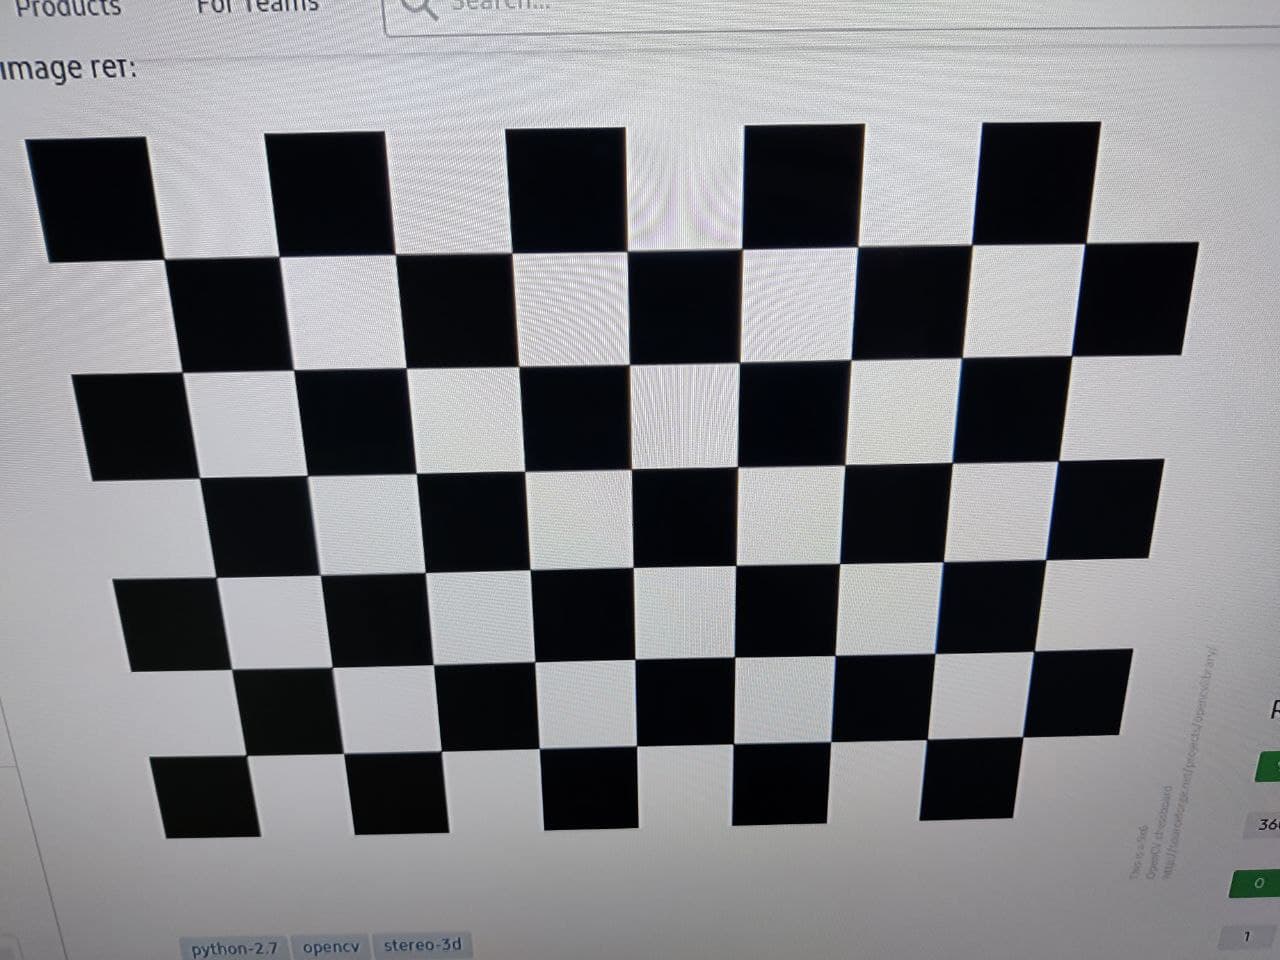 Products
For Teams
Search...
image ref:
This is a 9x6
OpenCV chessboard
http://sourceforge.net/projects/opencvlibrary/
python-2.7
opencv
stereo-3d
0
1